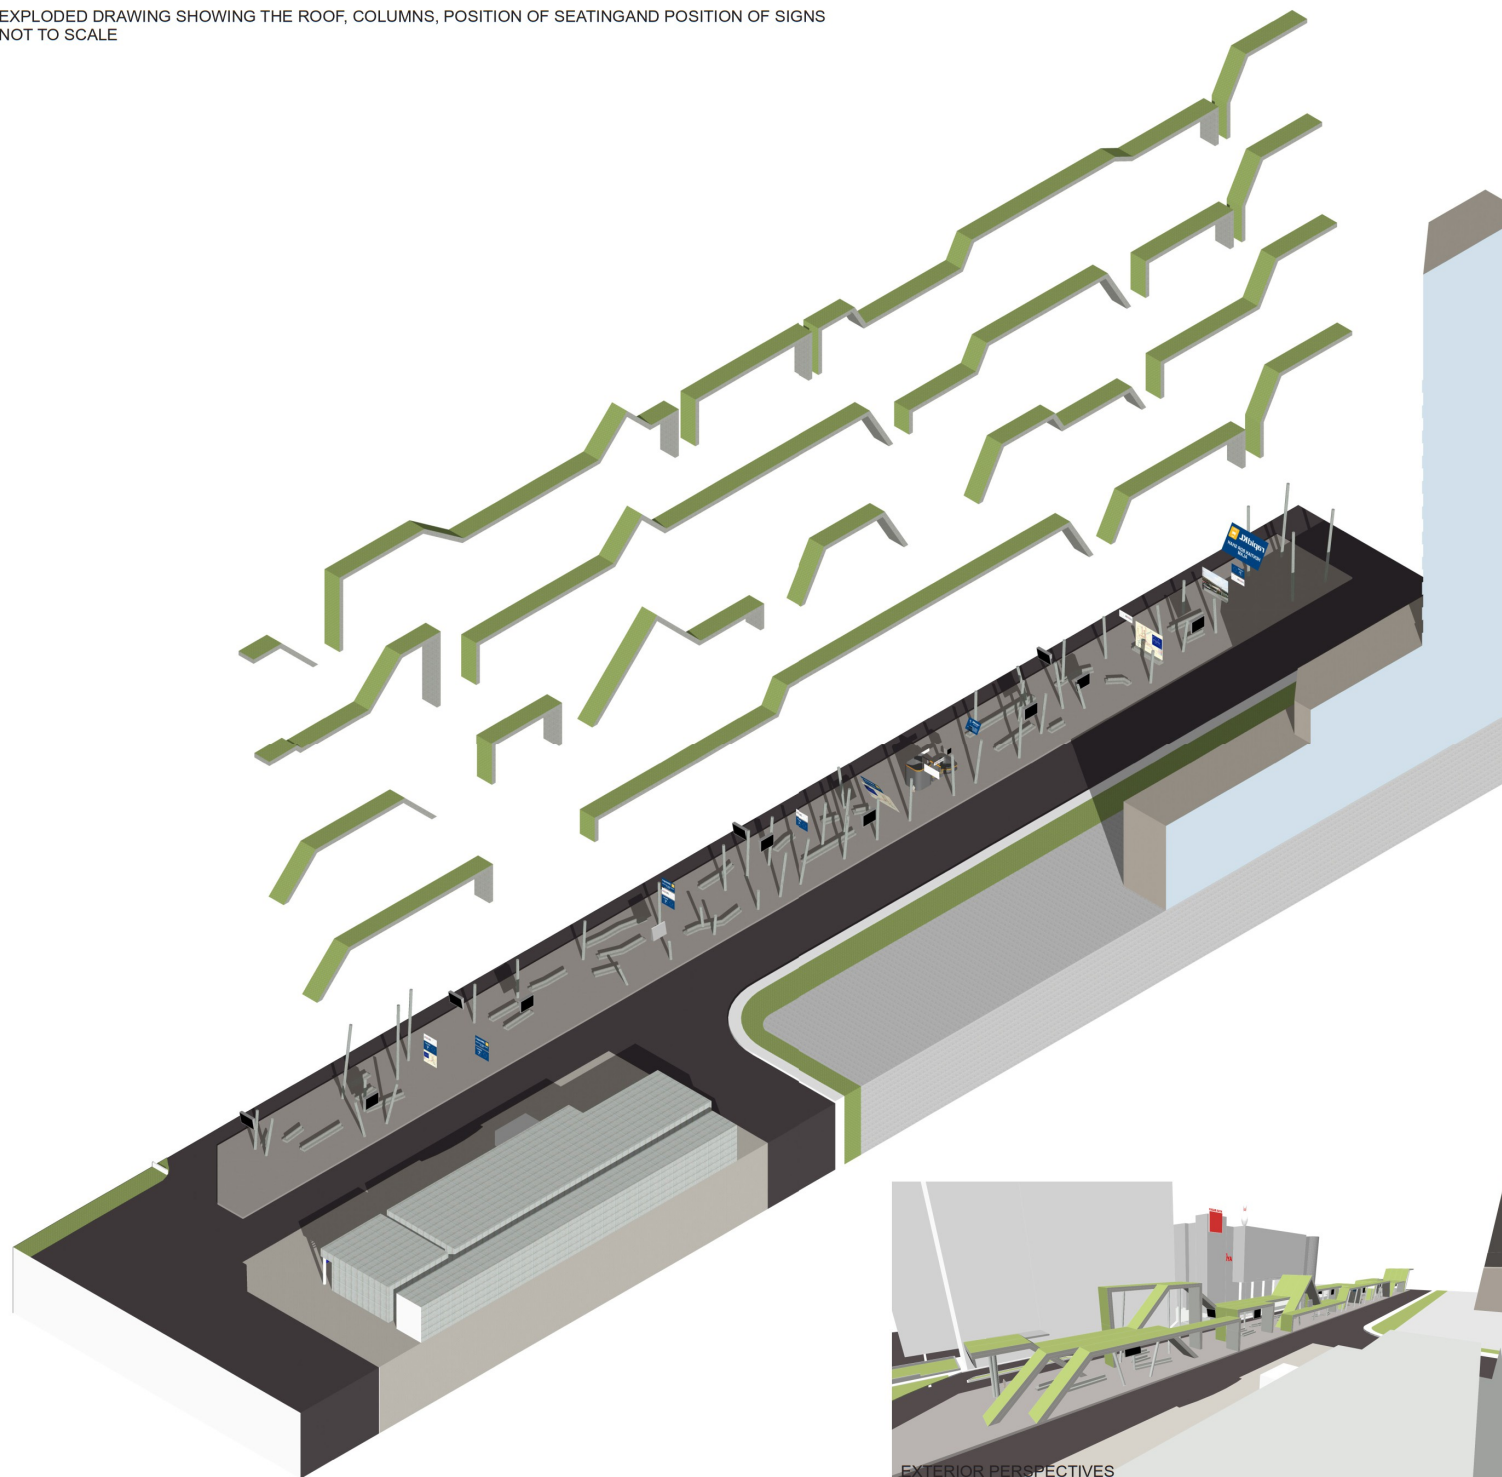 EXPLODED DRAWING SHOWING THE ROOF, COLUMNS, POSITION OF SEATINGAND POSITION OF SIGNS
NOT TO SCALE
EXTERIOR PERSPECTIVES